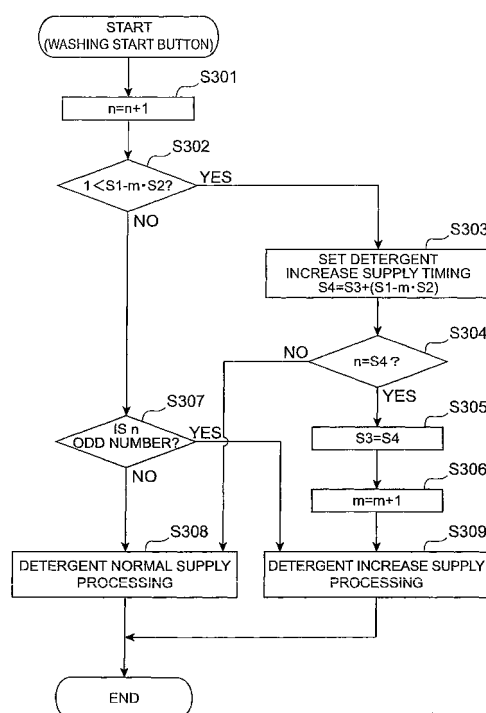 START
(WASHING START BUTTON)
S301
n=n+1
S302
1<S1-m・S2?
YES
NO
S303
SET DETERGENT
INCREASE SUPPLY TIMING
S4=S3+(S1-m・S2)
S304
NO
n=S4?
YES
S307
IS n
ODD NUMBER?
YES
NO
S305
S3=S4
S306
m=m+1
S308
DETERGENT NORMAL SUPPLY
PROCESSING
S309
DETERGENT INCREASE SUPPLY
PROCESSING
END